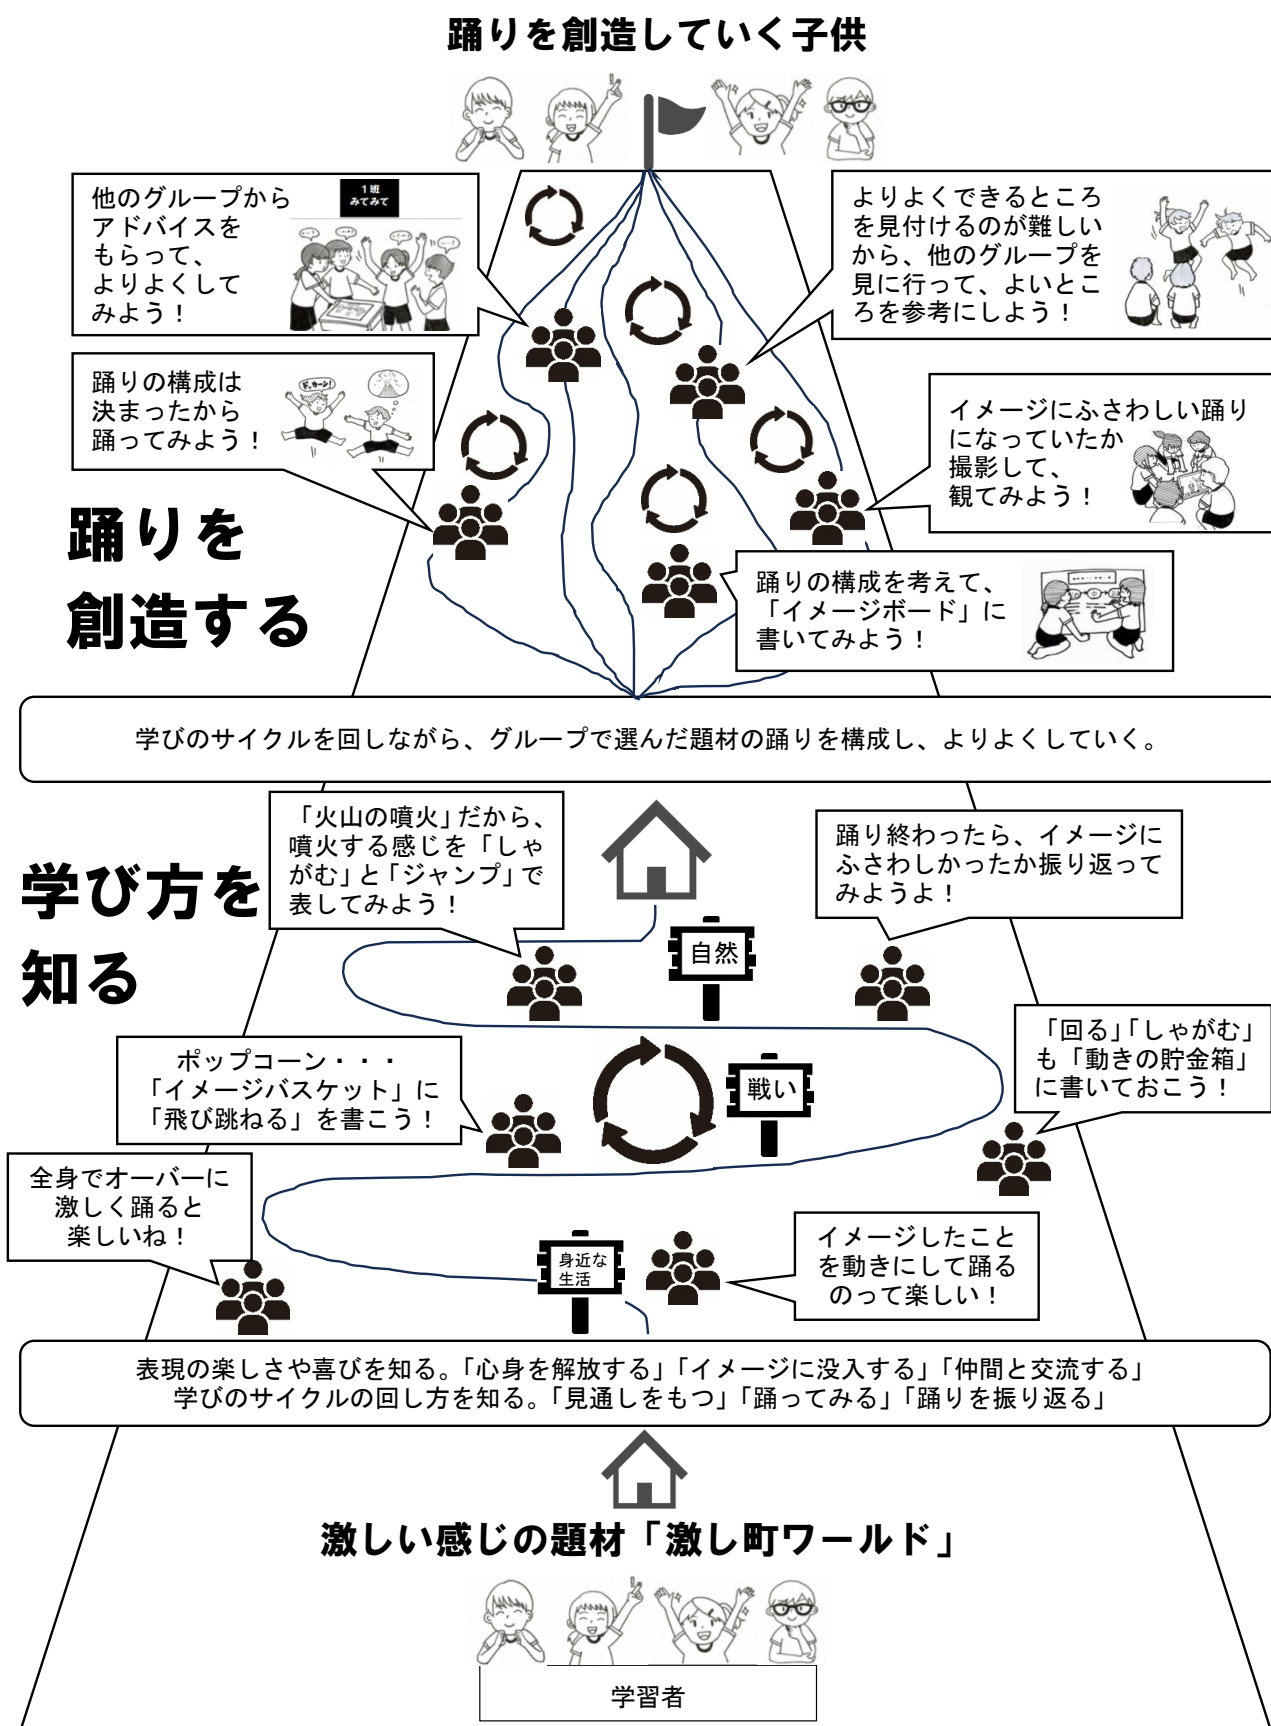 踊りを創造していく子供
他のグループから
アドバイスを
もらって、
よりよくして
みよう！
1班
みてみて
よりよくできるところ
を見付けるのが難しい
から、他のグループを
見に行って、よいとこ
ろを参考にしよう！
踊りの構成は
決まったから
踊ってみよう！
ドッカーン！
イメージにふさわしい踊り
になっていたか
撮影して、
観てみよう！
踊りを
創造する
踊りの構成を考えて、
「イメージボード」に
書いてみよう！
学びのサイクルを回しながら、グループで選んだ題材の踊りを構成し、よりよくしていく。
学び方を
知る
「火山の噴火」だから、
噴火する感じを「しゃ
がむ」と「ジャンプ」で
表してみよう！
踊り終わったら、イメージに
ふさわしかったか振り返って
みようよ！
自然
「回る」「しゃがむ」
も「動きの貯金箱」
に書いておこう！
ポップコーン・・・
「イメージバスケット」に
「飛び跳ねる」を書こう！
戦い
全身でオーバーに
激しく踊ると
楽しいね！
身近な
生活
イメージしたこと
を動きにして踊る
のって楽しい！
表現の楽しさや喜びを知る。「心身を解放する」「イメージに没入する」「仲間と交流する」
学びのサイクルの回し方を知る。「見通しをもつ」「踊ってみる」「踊りを振り返る」
激しい感じの題材「激し町ワールド」
学習者